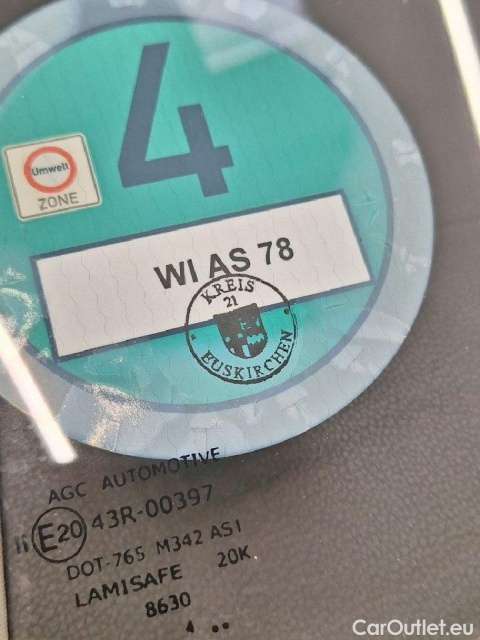 4
Umwelt
ZONE
WI AS 78
KREIS
21
EUSKIRCHEN
AGC AUTOMOTIVE
E20 43R-00397
DOT-765 M342 AS1
LAMISAFE 20K
8630
4 ..
CarOutlet.eu